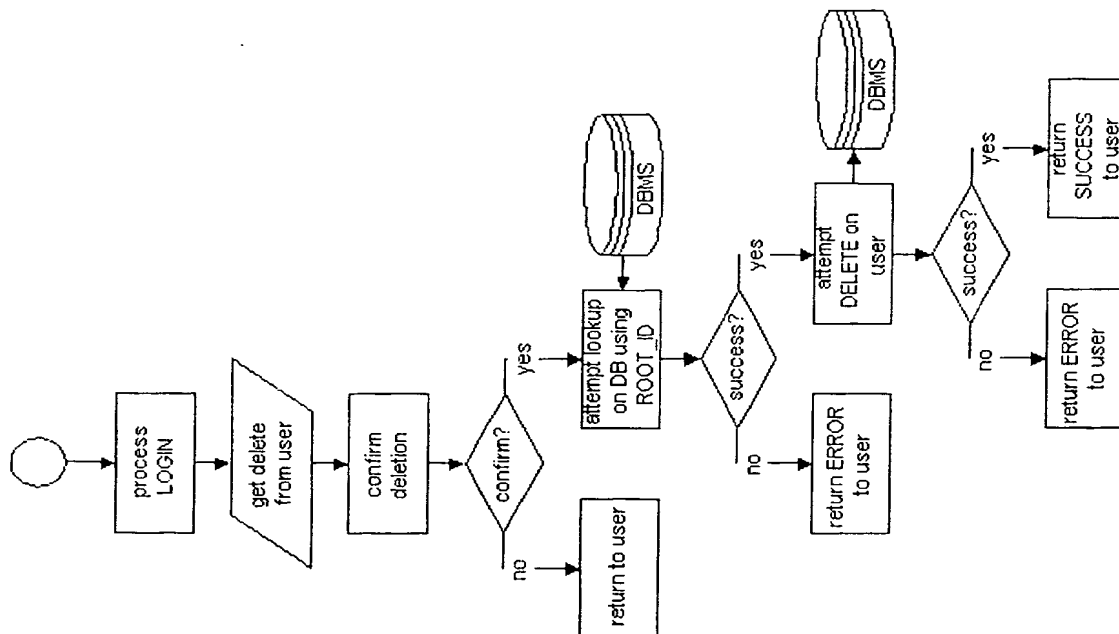 process
LOGIN
get delete
from user
confirm
deletion
confirm?
no
yes
return to user
attempt lookup
on DB using
ROOT_ID
DBMS
success?
no
yes
return ERROR
to user
attempt
DELETE on
user
DBMS
success?
no
yes
return ERROR
to user
return
SUCCESS
to user